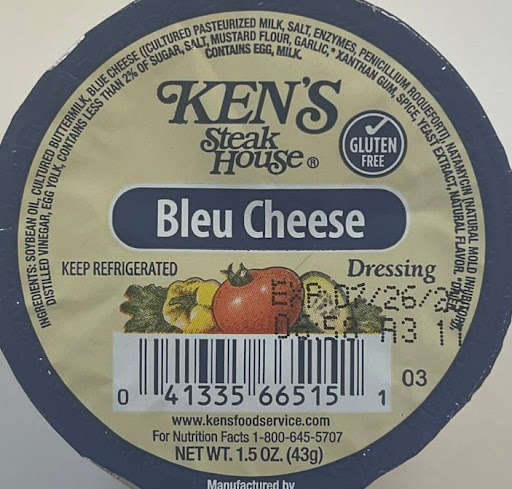 INGREDIENTS: SOYBEAN OIL, CULTURED BUTTERMILK, BLUE CHEESE ((CULTURED PASTEURIZED MILK, SALT, ENZYMES, PENICILLIUM ROQUEFORTI), NATAMYCIN (NATURAL MOLD
DISTILLED VINEGAR, EGG YOLK, CONTAINS LESS THAN 2% OF SUGAR, SALT, MUSTARD FLOUR, GARLIC,* XANTHAN GUM, SPICE, YEAST EXTRACT, NATURAL FLAVOR,
CONTAINS EGG, MILK.
KEN'S
Steak
House ®
GLUTEN
FREE
Bleu Cheese
KEEP REFRIGERATED
Dressing
03
0 41335 66515 1
www.kensfoodservice.com
For Nutrition Facts 1-800-645-5707
NET WT. 1.5 OZ. (43g)
Manufactured by